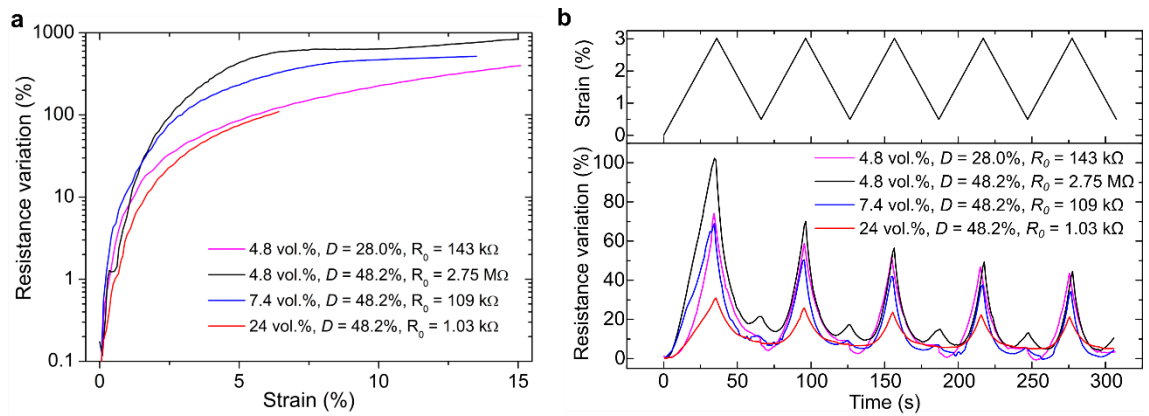 a
Resistance variation (%)
1000
100
10
1
0.1
0
5
10
15
Strain (%)
4.8 vol.%, D = 28.0%, R₀ = 143 kΩ
4.8 vol.%, D = 48.2%, R₀ = 2.75 MΩ
7.4 vol.%, D = 48.2%, R₀ = 109 kΩ
24 vol.%, D = 48.2%, R₀ = 1.03 kΩ
b
Strain (%)
3
2
1
0
Resistance variation (%)
100
80
60
40
20
0
4.8 vol.%, D = 28.0%, R₀ = 143 kΩ
4.8 vol.%, D = 48.2%, R₀ = 2.75 MΩ
7.4 vol.%, D = 48.2%, R₀ = 109 kΩ
24 vol.%, D = 48.2%, R₀ = 1.03 kΩ
0
50
100
150
200
250
300
Time (s)